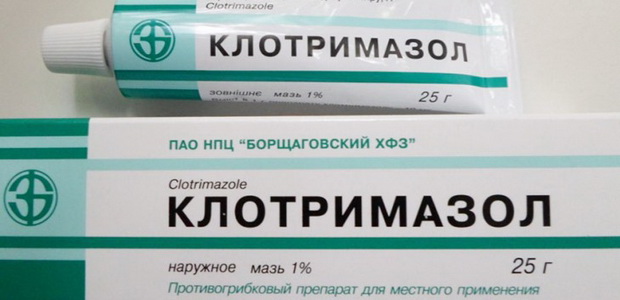 Clotrimazole
КЛОТРИМАЗОЛ
зовнішнє мазь 1%
25 г
ПАО НПЦ "БОРЩАГОВСКИЙ ХФЗ"
Clotrimazole
КЛОТРИМАЗОЛ
наружное мазь 1%
25 г
Противогрибковый препарат для местного применения